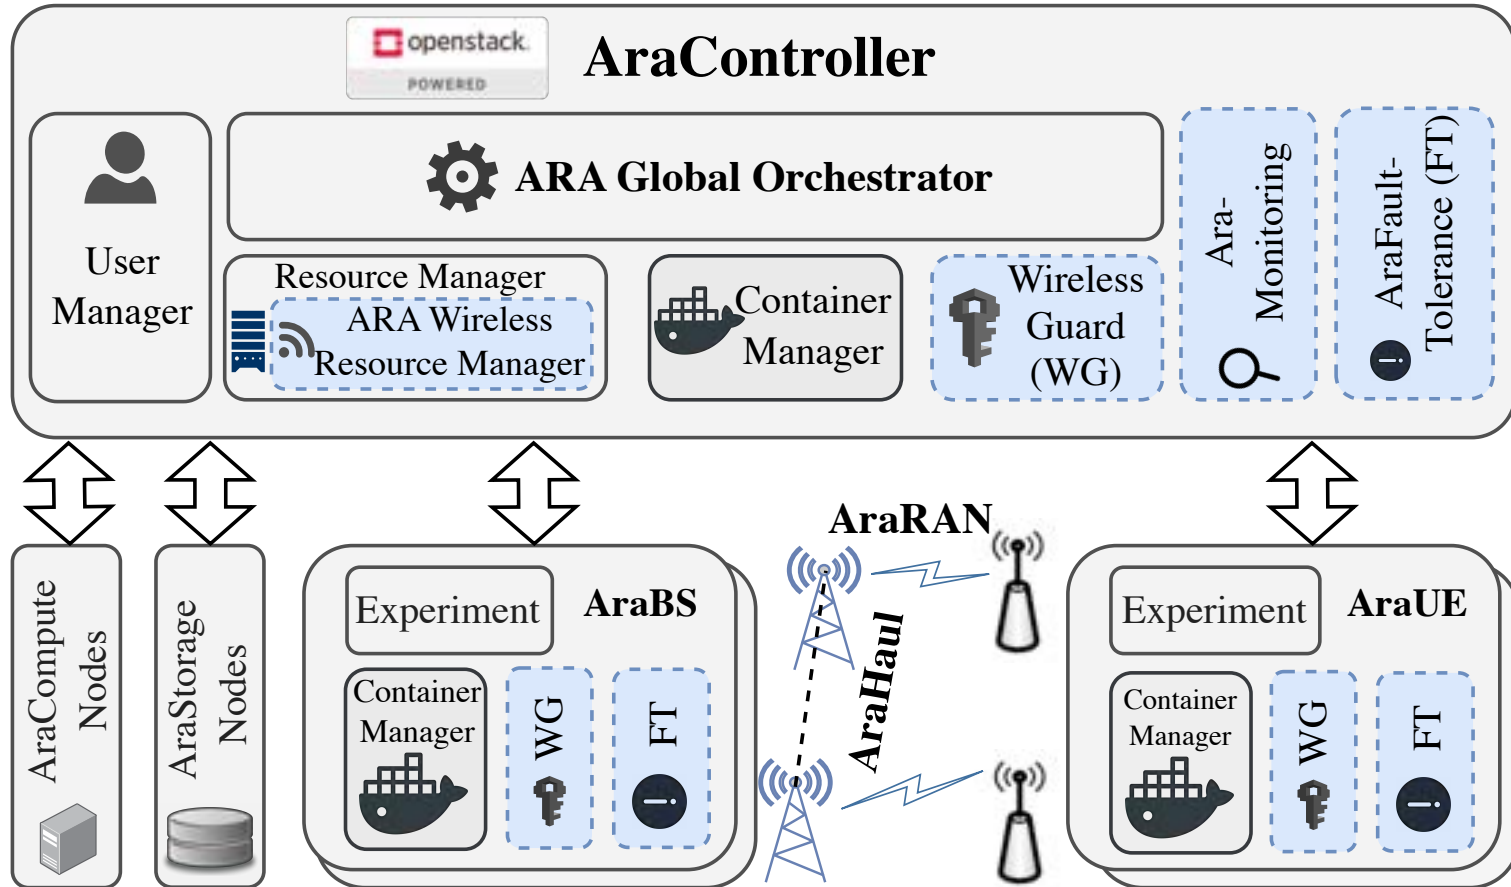 openstack.
POWERED
AraController
User
Manager
ARA Global Orchestrator
Resource Manager
ARA Wireless
Resource Manager
Container
Manager
Wireless
Guard
(WG)
Ara-
Monitoring
AraFault-
Tolerance (FT)
AraCompute
Nodes
AraStorage
Nodes
Experiment
AraBS
Container
Manager
WG
FT
AraRAN
AraHaul
Experiment
AraUE
Container
Manager
WG
FT